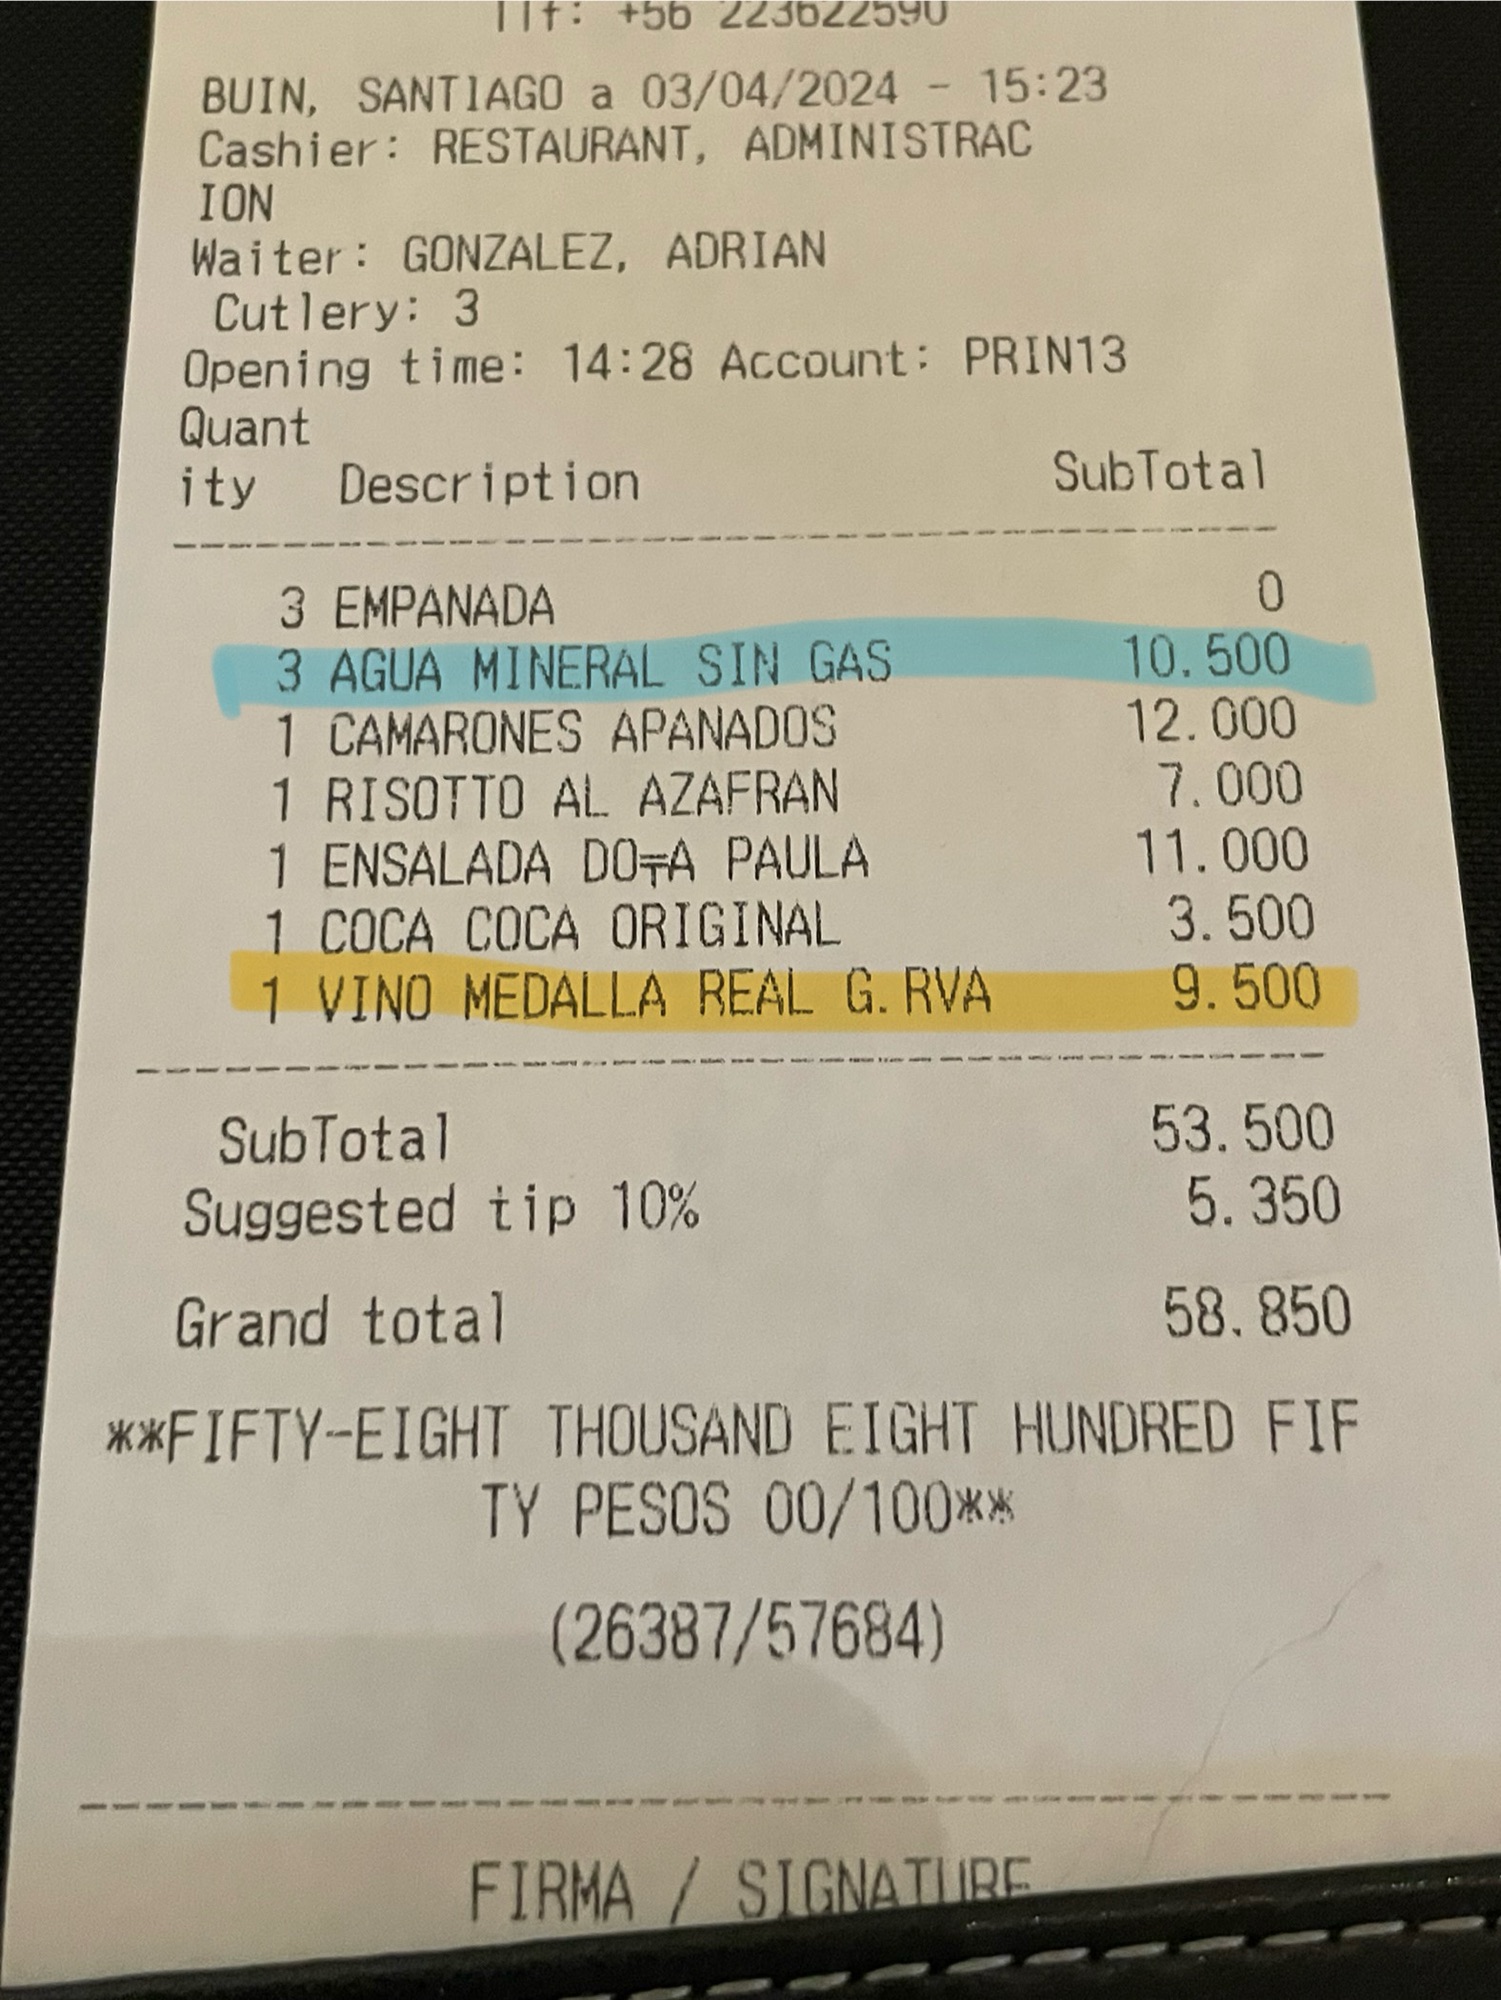 Tlf: +56 223622590
BUIN, SANTIAGO a 03/04/2024 - 15:23
Cashier: RESTAURANT, ADMINISTRAC
ION
Waiter: GONZALEZ, ADRIAN
Cutlery: 3
Opening time: 14:28 Account: PRIN13
Quant
ity Description SubTotal
3 EMPANADA 0
3 AGUA MINERAL SIN GAS 10.500
1 CAMARONES APANADOS 12.000
1 RISOTTO AL AZAFRAN 7.000
1 ENSALADA DO╤A PAULA 11.000
1 COCA COCA ORIGINAL 3.500
1 VINO MEDALLA REAL G.RVA 9.500
SubTotal 53.500
Suggested tip 10% 5.350
Grand total 58.850
**FIFTY-EIGHT THOUSAND EIGHT HUNDRED FIF
TY PESOS 00/100**
(26387/57684)
FIRMA / SIGNATURE